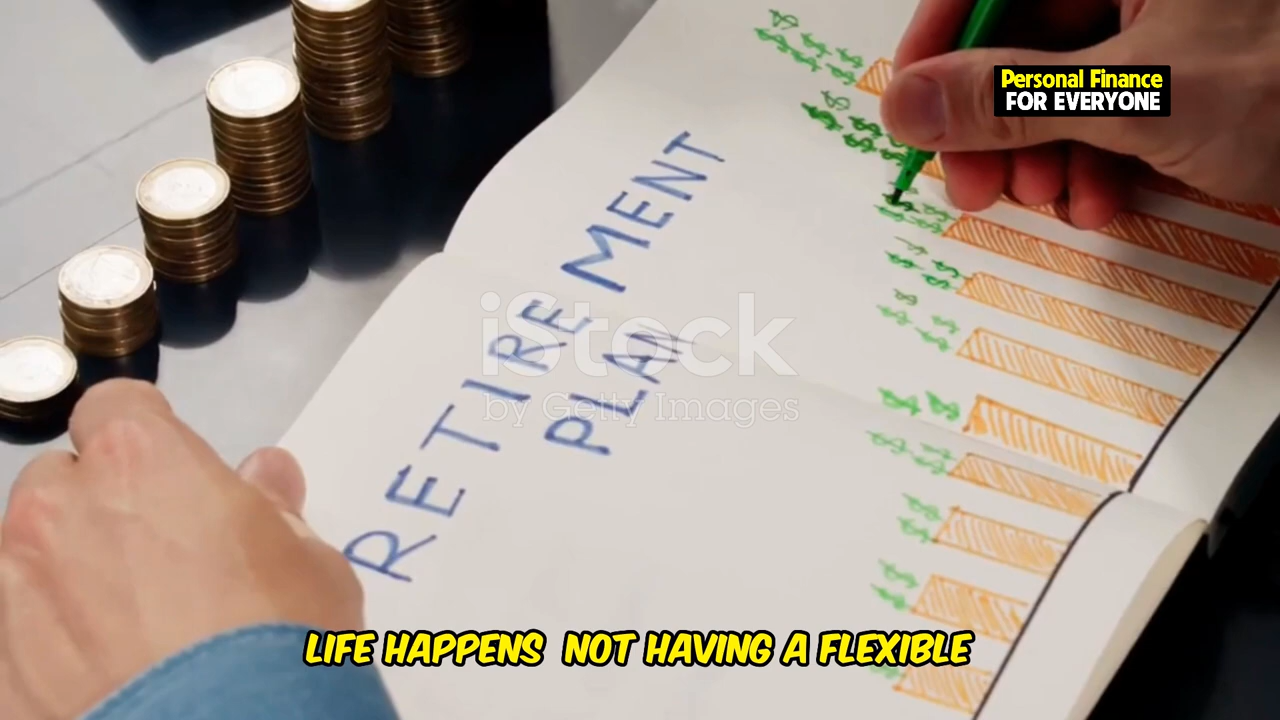 Personal Finance
FOR EVERYONE
RETIREMENT
PLAN
iStock
by Getty Images
LIFE HAPPENS NOT HAVING A FLEXIBLE